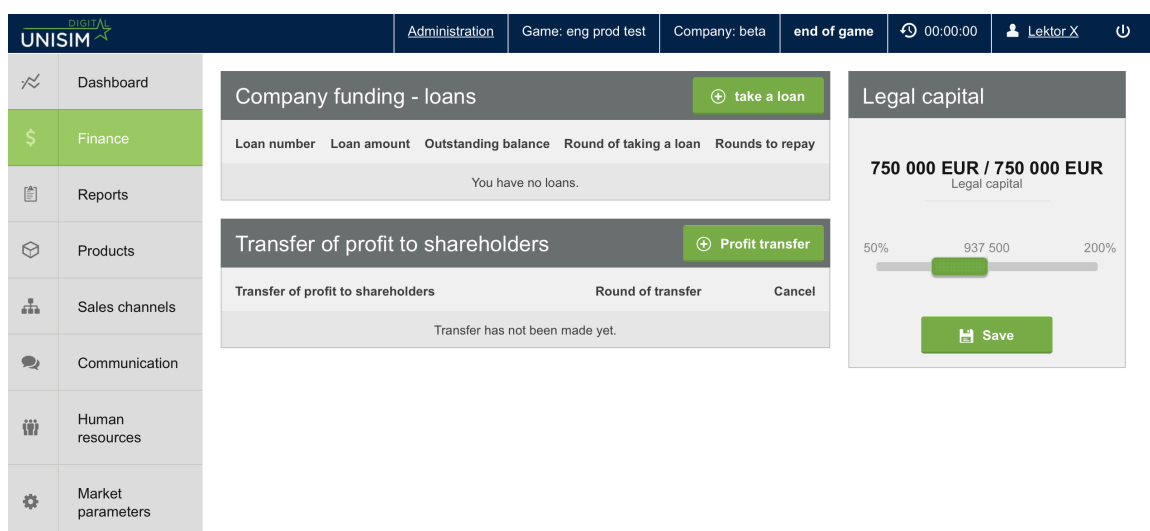 DIGITAL
UNISIM
Administration
Game: eng prod test
Company: beta
end of game
00:00:00
Lektor X
Dashboard
Finance
Reports
Products
Sales channels
Communication
Human
resources
Market
parameters
Company funding - loans
take a loan
Loan number Loan amount Outstanding balance Round of taking a loan Rounds to repay
You have no loans.
Transfer of profit to shareholders
Profit transfer
Transfer of profit to shareholders Round of transfer Cancel
Transfer has not been made yet.
Legal capital
750 000 EUR / 750 000 EUR
Legal capital
50% 937 500 200%
Save